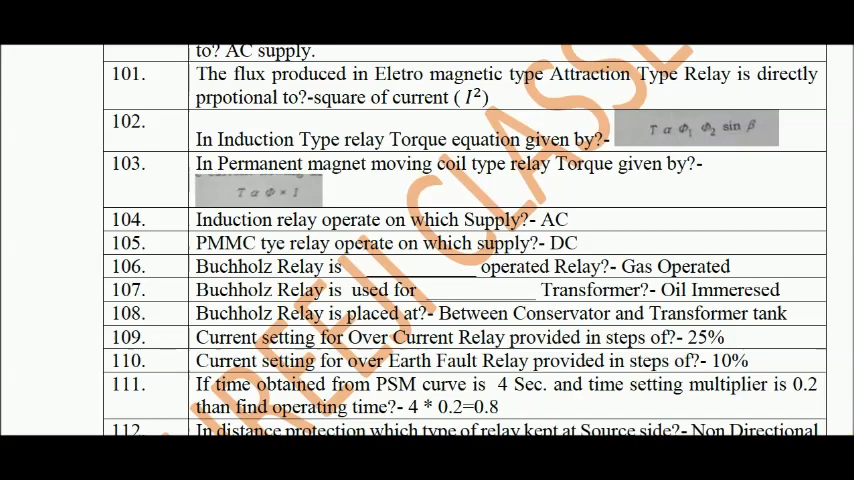 to? AC supply.
101. The flux produced in Eletro magnetic type Attraction Type Relay is directly
prpotional to?-square of current ( I²)
102. In Induction Type relay Torque equation given by?- T α Φ₁ Φ₂ sin β
103. In Permanent magnet moving coil type relay Torque given by?-
T α Φ × I
104. Induction relay operate on which Supply?- AC
105. PMMC tye relay operate on which supply?- DC
106. Buchholz Relay is ______________ operated Relay?- Gas Operated
107. Buchholz Relay is used for ____________ Transformer?- Oil Immeresed
108. Buchholz Relay is placed at?- Between Conservator and Transformer tank
109. Current setting for Over Current Relay provided in steps of?- 25%
110. Current setting for over Earth Fault Relay provided in steps of?- 10%
111. If time obtained from PSM curve is 4 Sec. and time setting multiplier is 0.2
than find operating time?- 4 * 0.2=0.8
112. In distance protection which type of relay kept at Source side?- Non Directional
REEJI CLASSE